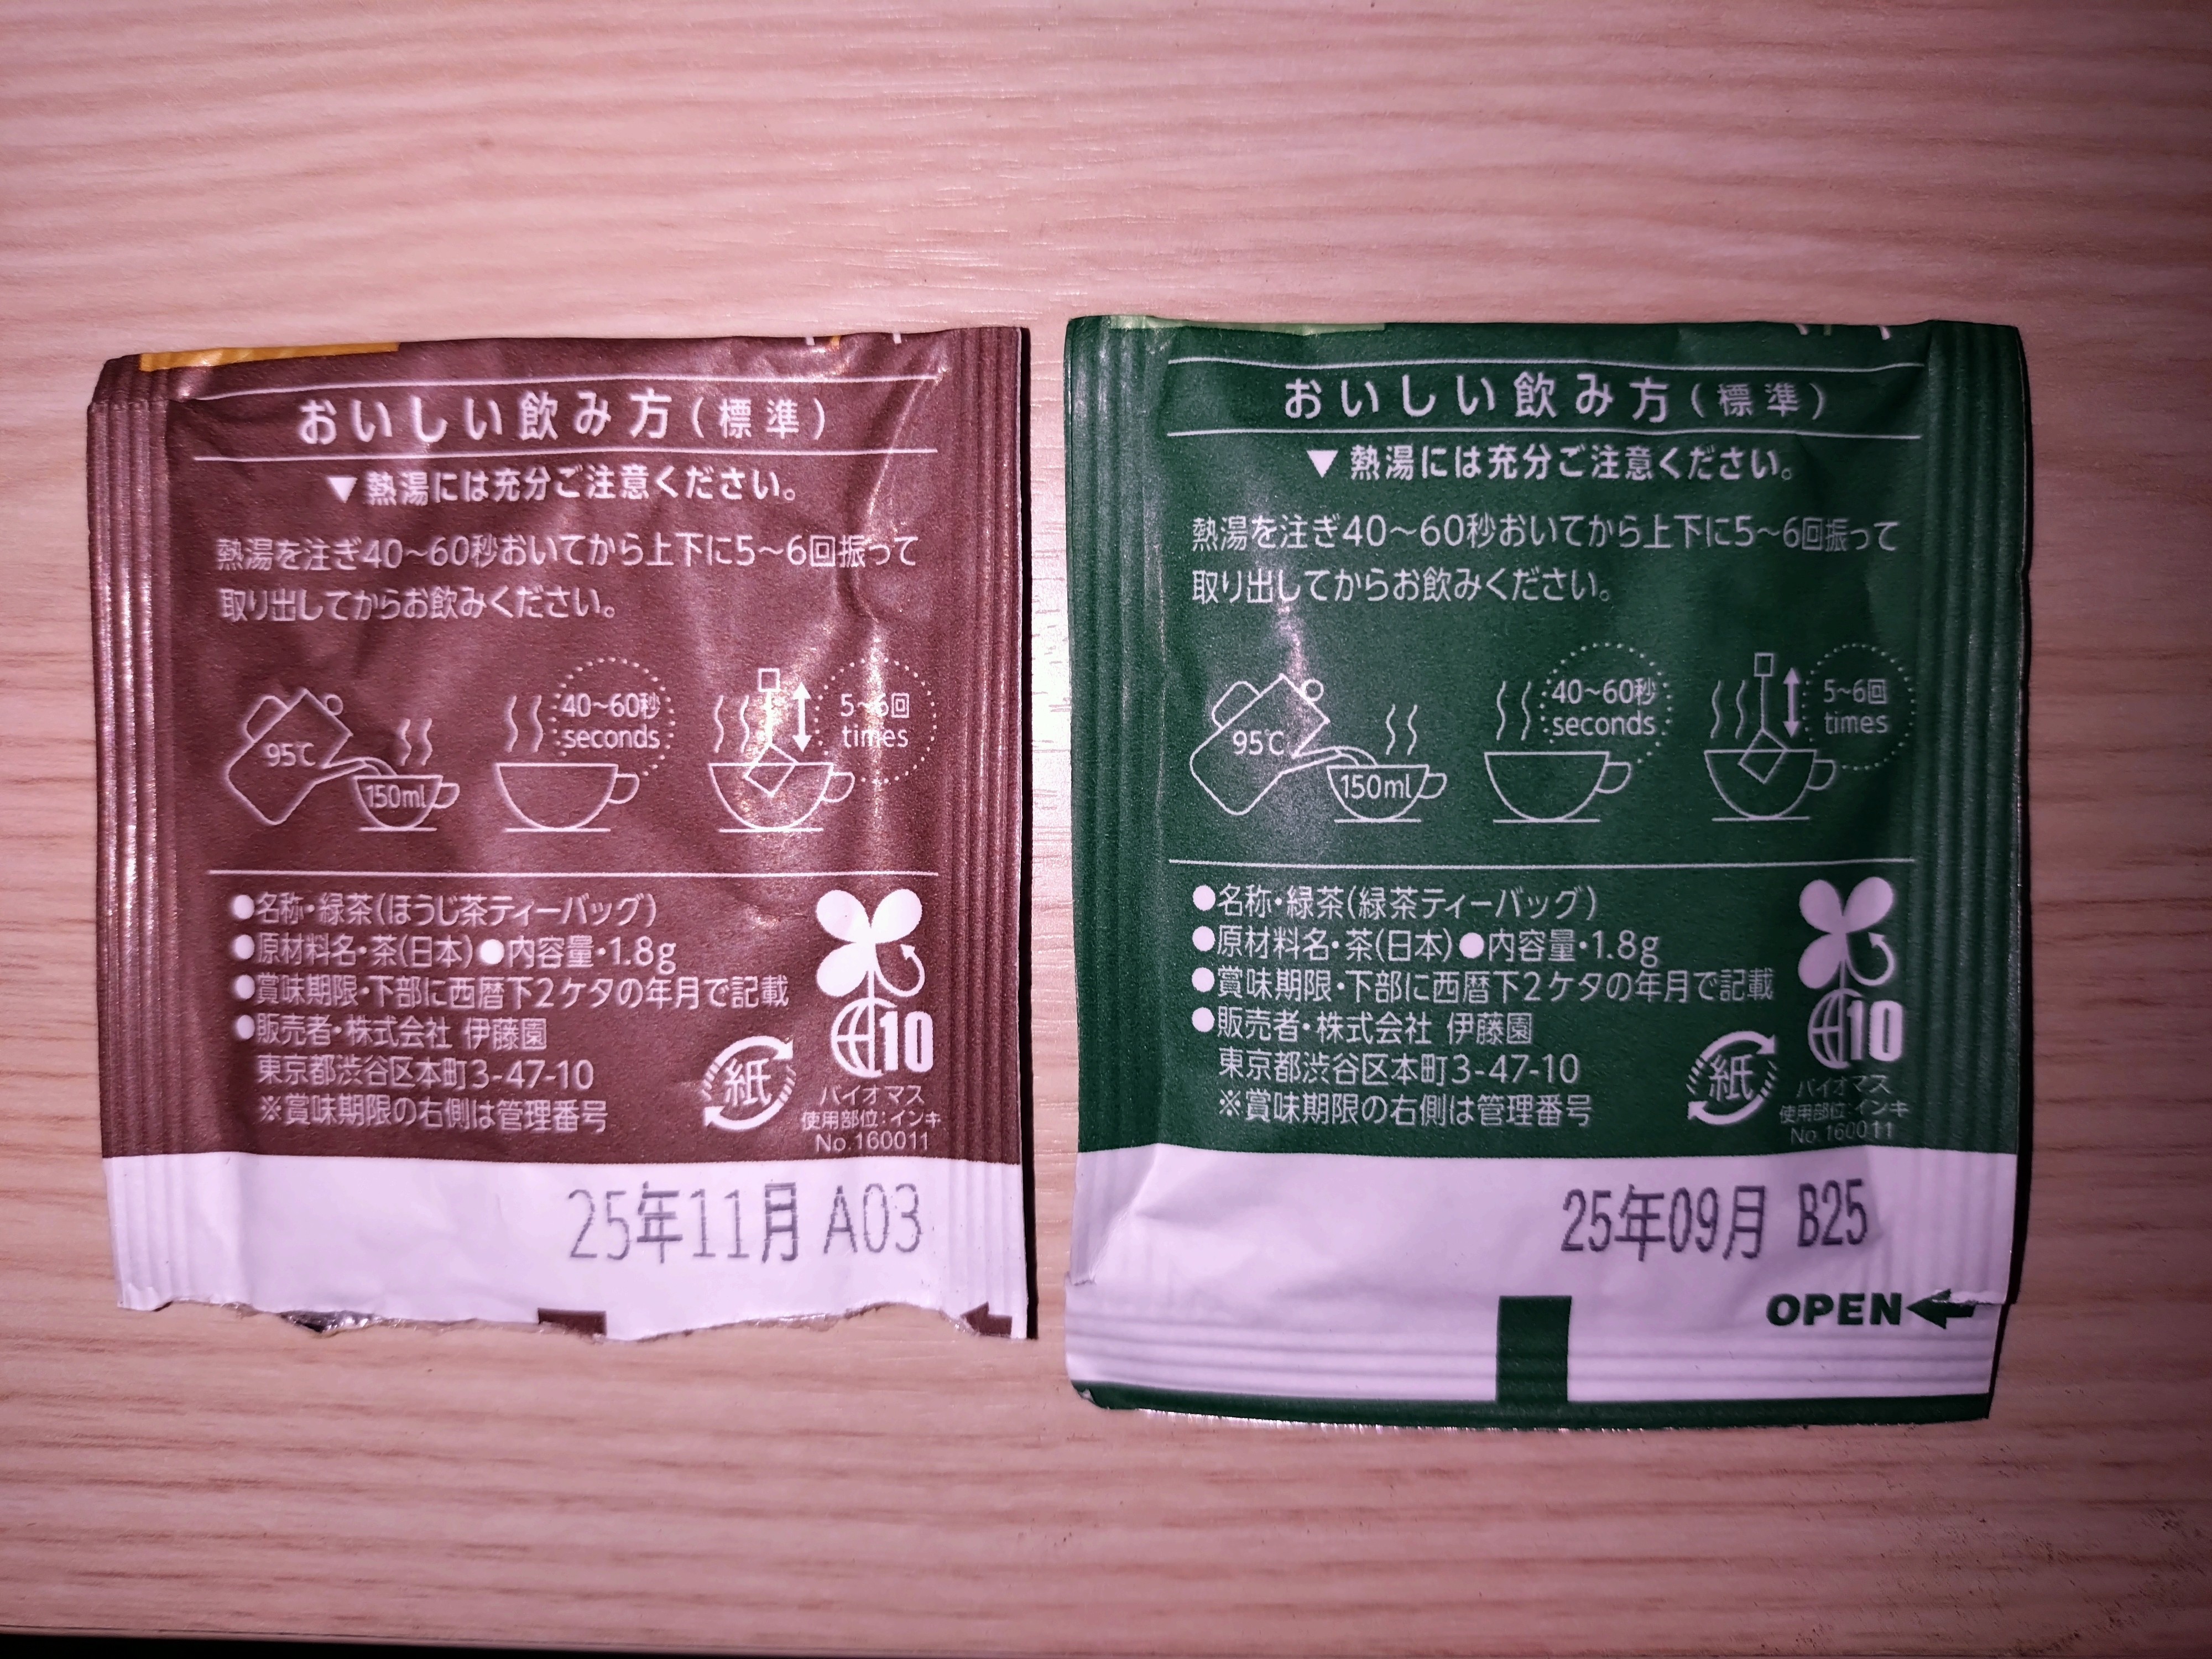 おいしい飲み方(標準)
▼熱湯には充分ご注意ください。
熱湯を注ぎ40~60秒おいてから上下に5~6回振って
取り出してからお飲みください。
95℃
150ml
40~60秒
seconds
5~6回
times
●名称・緑茶(ほうじ茶ティーバッグ)
●原材料名・茶(日本)●内容量・1.8g
●賞味期限・下部に西暦下2ケタの年月で記載
●販売者・株式会社 伊藤園
東京都渋谷区本町3-47-10
※賞味期限の右側は管理番号
紙
10
バイオマス
使用部位:インキ
No.160011
25年11月 A03
おいしい飲み方(標準)
▼熱湯には充分ご注意ください。
熱湯を注ぎ40~60秒おいてから上下に5~6回振って
取り出してからお飲みください。
95℃
150ml
40~60秒
seconds
5~6回
times
●名称・緑茶(緑茶ティーバッグ)
●原材料名・茶(日本)●内容量・1.8g
●賞味期限・下部に西暦下2ケタの年月で記載
●販売者・株式会社 伊藤園
東京都渋谷区本町3-47-10
※賞味期限の右側は管理番号
紙
10
バイオマス
使用部位:インキ
No.160011
25年09月 B25
OPEN